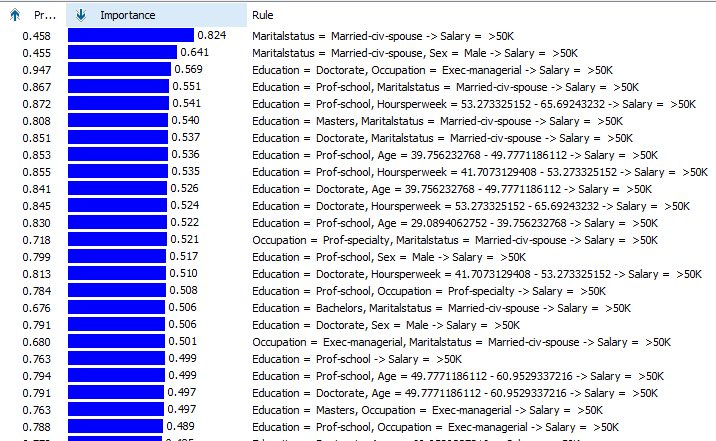 Pr... Importance Rule
0.458 0.824 Maritalstatus = Married-civ-spouse -> Salary = >50K
0.455 0.641 Maritalstatus = Married-civ-spouse, Sex = Male -> Salary = >50K
0.947 0.569 Education = Doctorate, Occupation = Exec-managerial -> Salary = >50K
0.867 0.551 Education = Prof-school, Maritalstatus = Married-civ-spouse -> Salary = >50K
0.872 0.541 Education = Prof-school, Hoursperweek = 53.273325152 - 65.69243232 -> Salary = >50K
0.808 0.540 Education = Masters, Maritalstatus = Married-civ-spouse -> Salary = >50K
0.851 0.537 Education = Doctorate, Maritalstatus = Married-civ-spouse -> Salary = >50K
0.853 0.536 Education = Prof-school, Age = 39.756232768 - 49.7771186112 -> Salary = >50K
0.855 0.535 Education = Prof-school, Hoursperweek = 41.7073129408 - 53.273325152 -> Salary = >50K
0.841 0.526 Education = Doctorate, Age = 39.756232768 - 49.7771186112 -> Salary = >50K
0.845 0.524 Education = Doctorate, Hoursperweek = 53.273325152 - 65.69243232 -> Salary = >50K
0.830 0.522 Education = Prof-school, Age = 29.0894062752 - 39.756232768 -> Salary = >50K
0.718 0.521 Occupation = Prof-specialty, Maritalstatus = Married-civ-spouse -> Salary = >50K
0.799 0.517 Education = Prof-school, Sex = Male -> Salary = >50K
0.813 0.510 Education = Doctorate, Hoursperweek = 41.7073129408 - 53.273325152 -> Salary = >50K
0.784 0.508 Education = Prof-school, Occupation = Prof-specialty -> Salary = >50K
0.676 0.506 Education = Bachelors, Maritalstatus = Married-civ-spouse -> Salary = >50K
0.791 0.506 Education = Doctorate, Sex = Male -> Salary = >50K
0.680 0.501 Occupation = Exec-managerial, Maritalstatus = Married-civ-spouse -> Salary = >50K
0.763 0.499 Education = Prof-school -> Salary = >50K
0.794 0.499 Education = Prof-school, Age = 49.7771186112 - 60.9529337216 -> Salary = >50K
0.791 0.497 Education = Doctorate, Age = 49.7771186112 - 60.9529337216 -> Salary = >50K
0.763 0.497 Education = Masters, Occupation = Exec-managerial -> Salary = >50K
0.788 0.489 Education = Prof-school, Occupation = Exec-managerial -> Salary = >50K